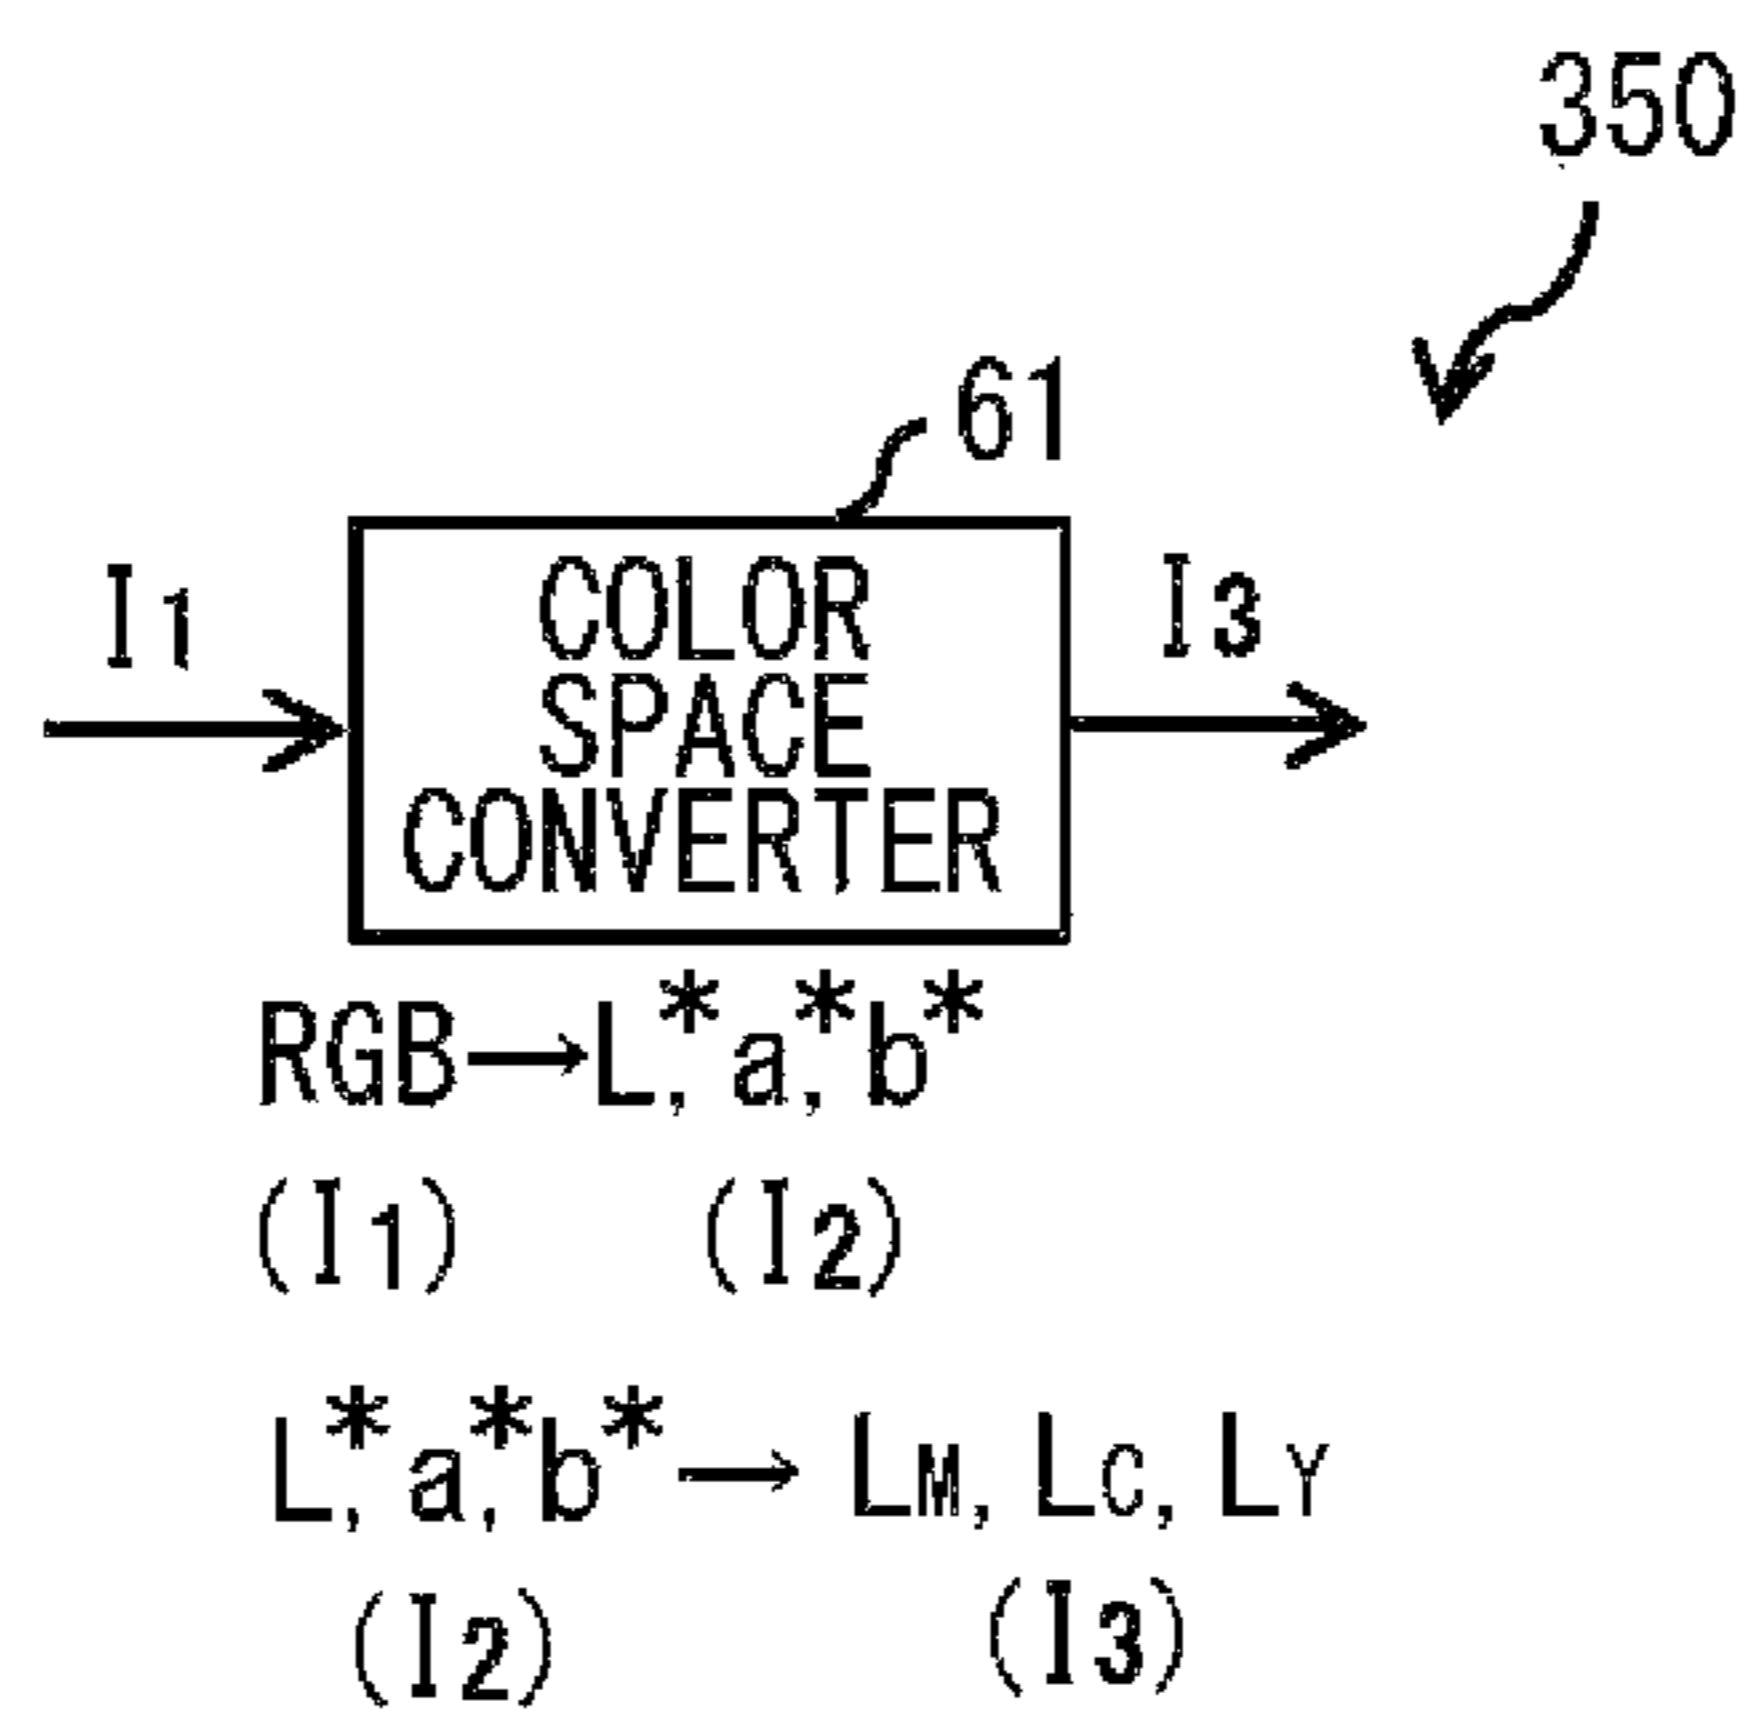 350
61
I1
I3
COLOR
SPACE
CONVERTER
RGB→L*,a*,b*
(I1) (I2)
L*,a*,b* → LM, LC, LY
(I2) (I3)